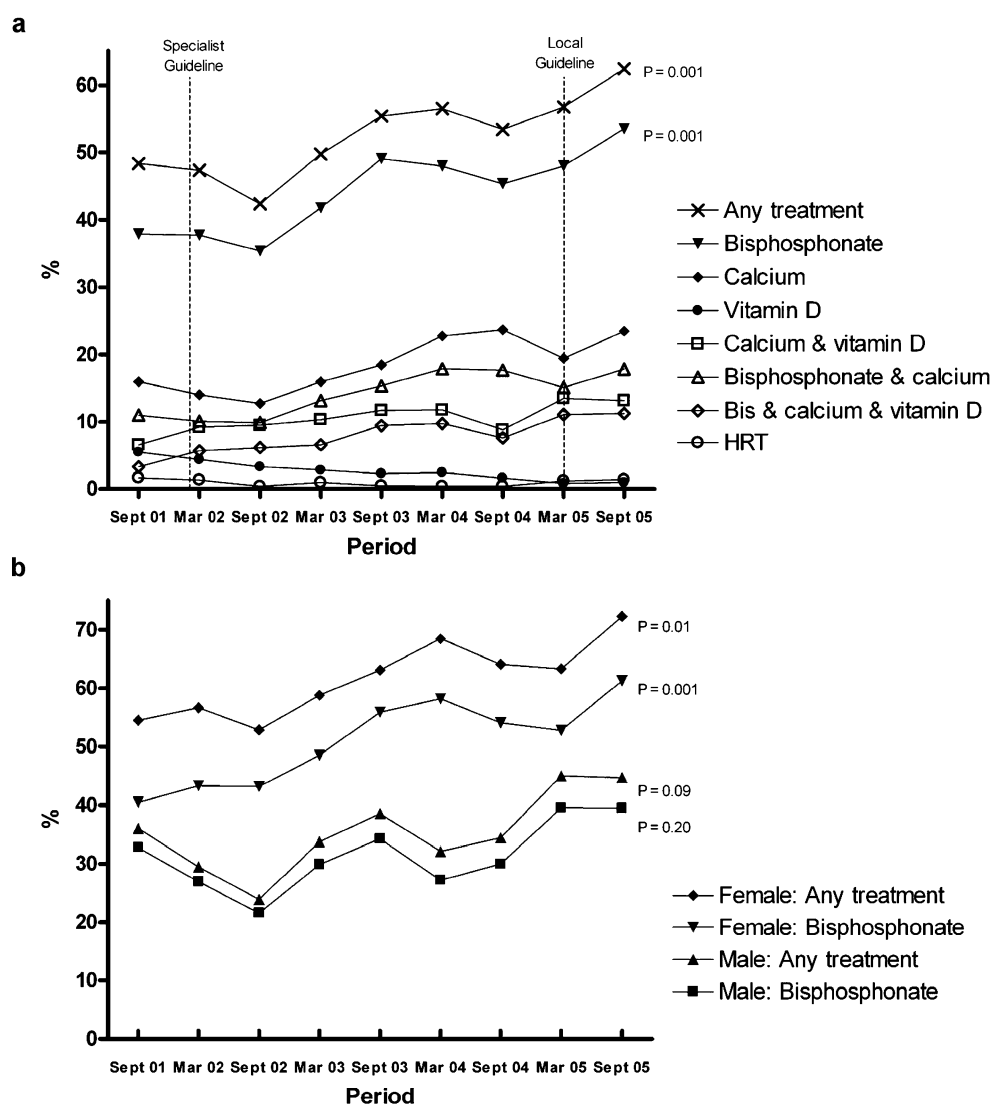 a
Specialist
Guideline
Local
Guideline
60
50
40
30
20
10
0
%
P = 0.001
P = 0.001
Any treatment
Bisphosphonate
Calcium
Vitamin D
Calcium & vitamin D
Bisphosphonate & calcium
Bis & calcium & vitamin D
HRT
Sept 01 Mar 02 Sept 02 Mar 03 Sept 03 Mar 04 Sept 04 Mar 05 Sept 05
Period
b
70
60
50
40
30
20
10
0
%
P = 0.01
P = 0.001
P = 0.09
P = 0.20
Female: Any treatment
Female: Bisphosphonate
Male: Any treatment
Male: Bisphosphonate
Sept 01 Mar 02 Sept 02 Mar 03 Sept 03 Mar 04 Sept 04 Mar 05 Sept 05
Period